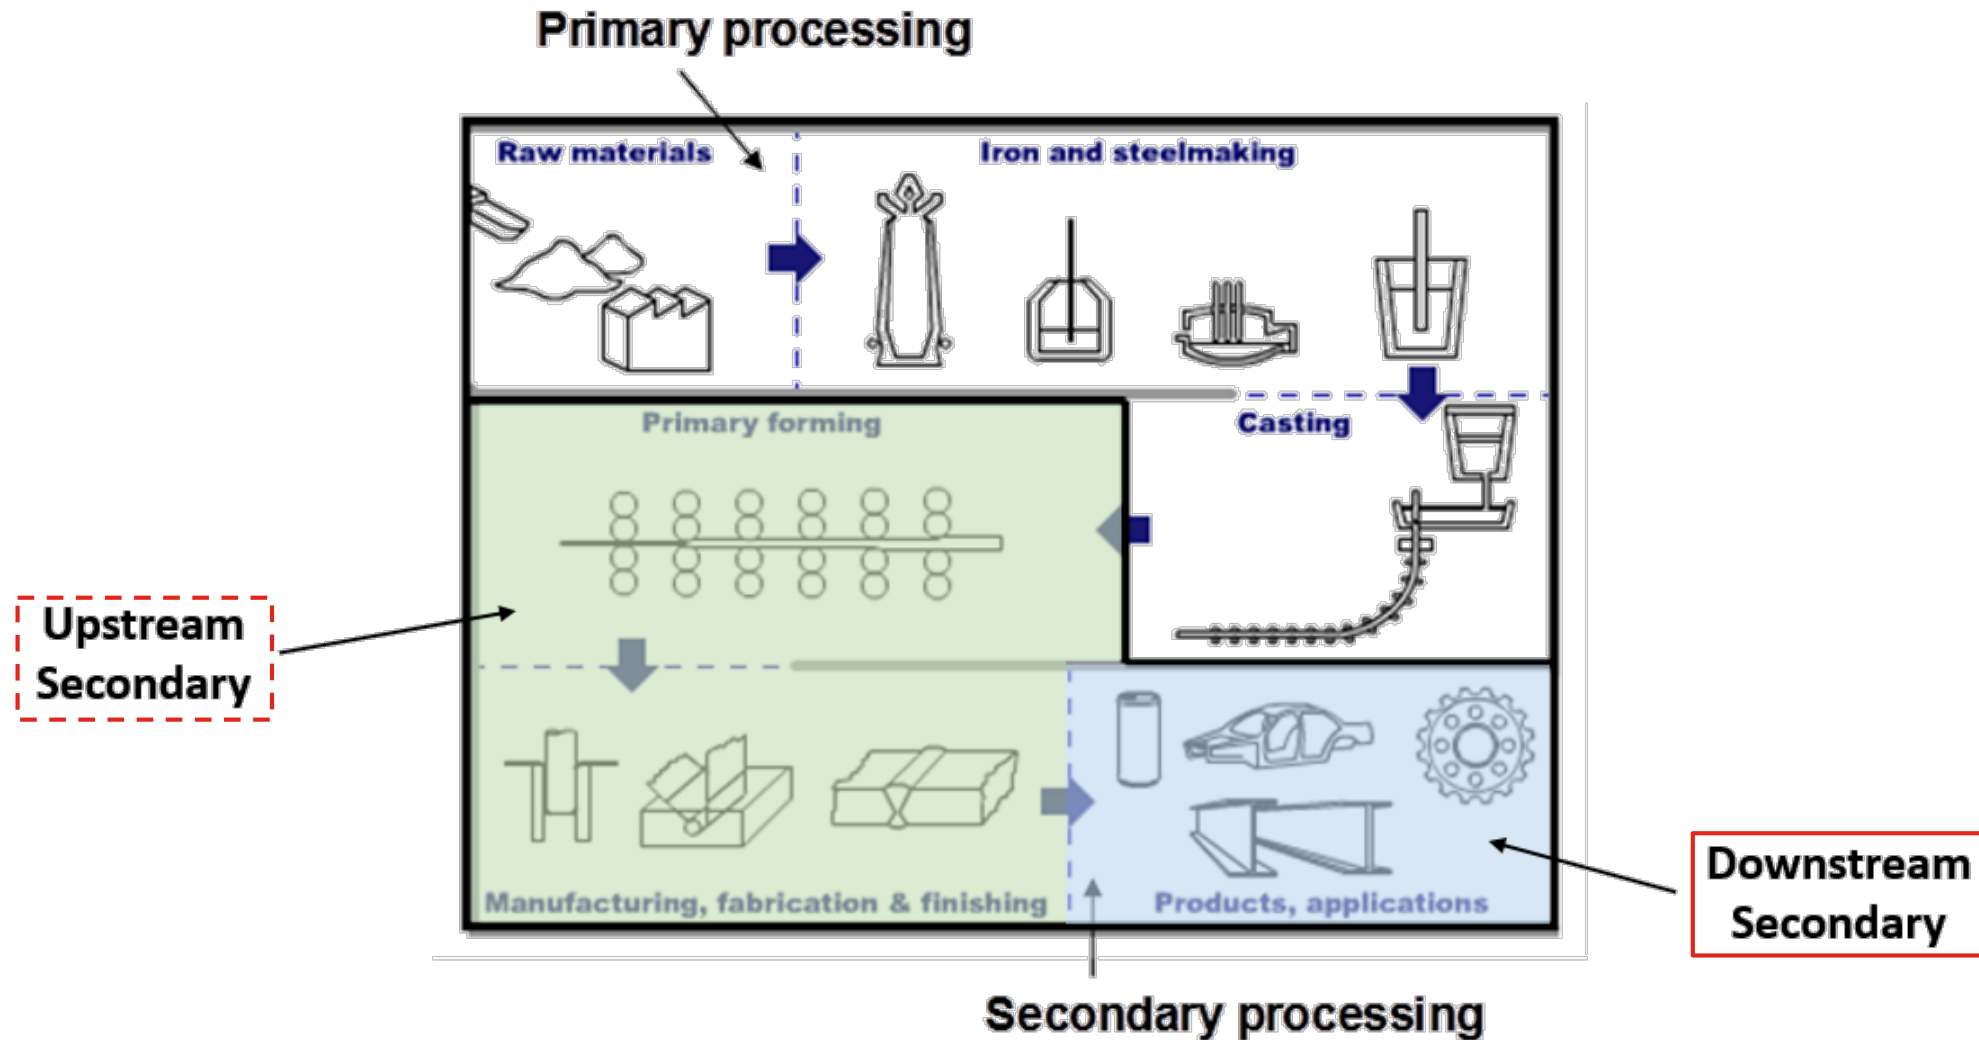 Primary processing
Raw materials
Iron and steelmaking
Primary forming
Casting
Upstream
Secondary
Manufacturing, fabrication & finishing
Products, applications
Downstream
Secondary
Secondary processing